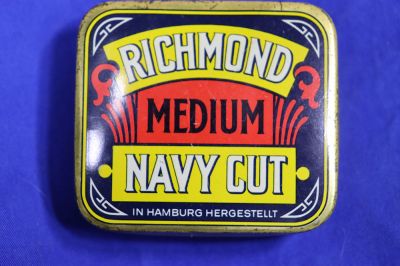 RICHMOND
MEDIUM
NAVY CUT
IN HAMBURG HERGESTELLT